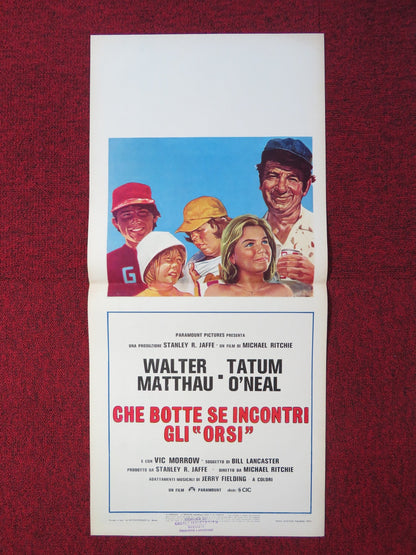 G
PARAMOUNT PICTURES PRESENTA
UNA PRODUZIONE STANLEY R. JAFFE • UN FILM DI MICHAEL RITCHIE
WALTER MATTHAU • TATUM O'NEAL
CHE BOTTE SE INCONTRI
GLI "ORSI"
E CON VIC MORROW • SOGGETTO DI BILL LANCASTER
PRODOTTO DA STANLEY R. JAFFE • DIRETTO DA MICHAEL RITCHIE
ADATTAMENTI MUSICALI DI JERRY FIELDING • A COLORI
UN FILM PARAMOUNT distr. CIC